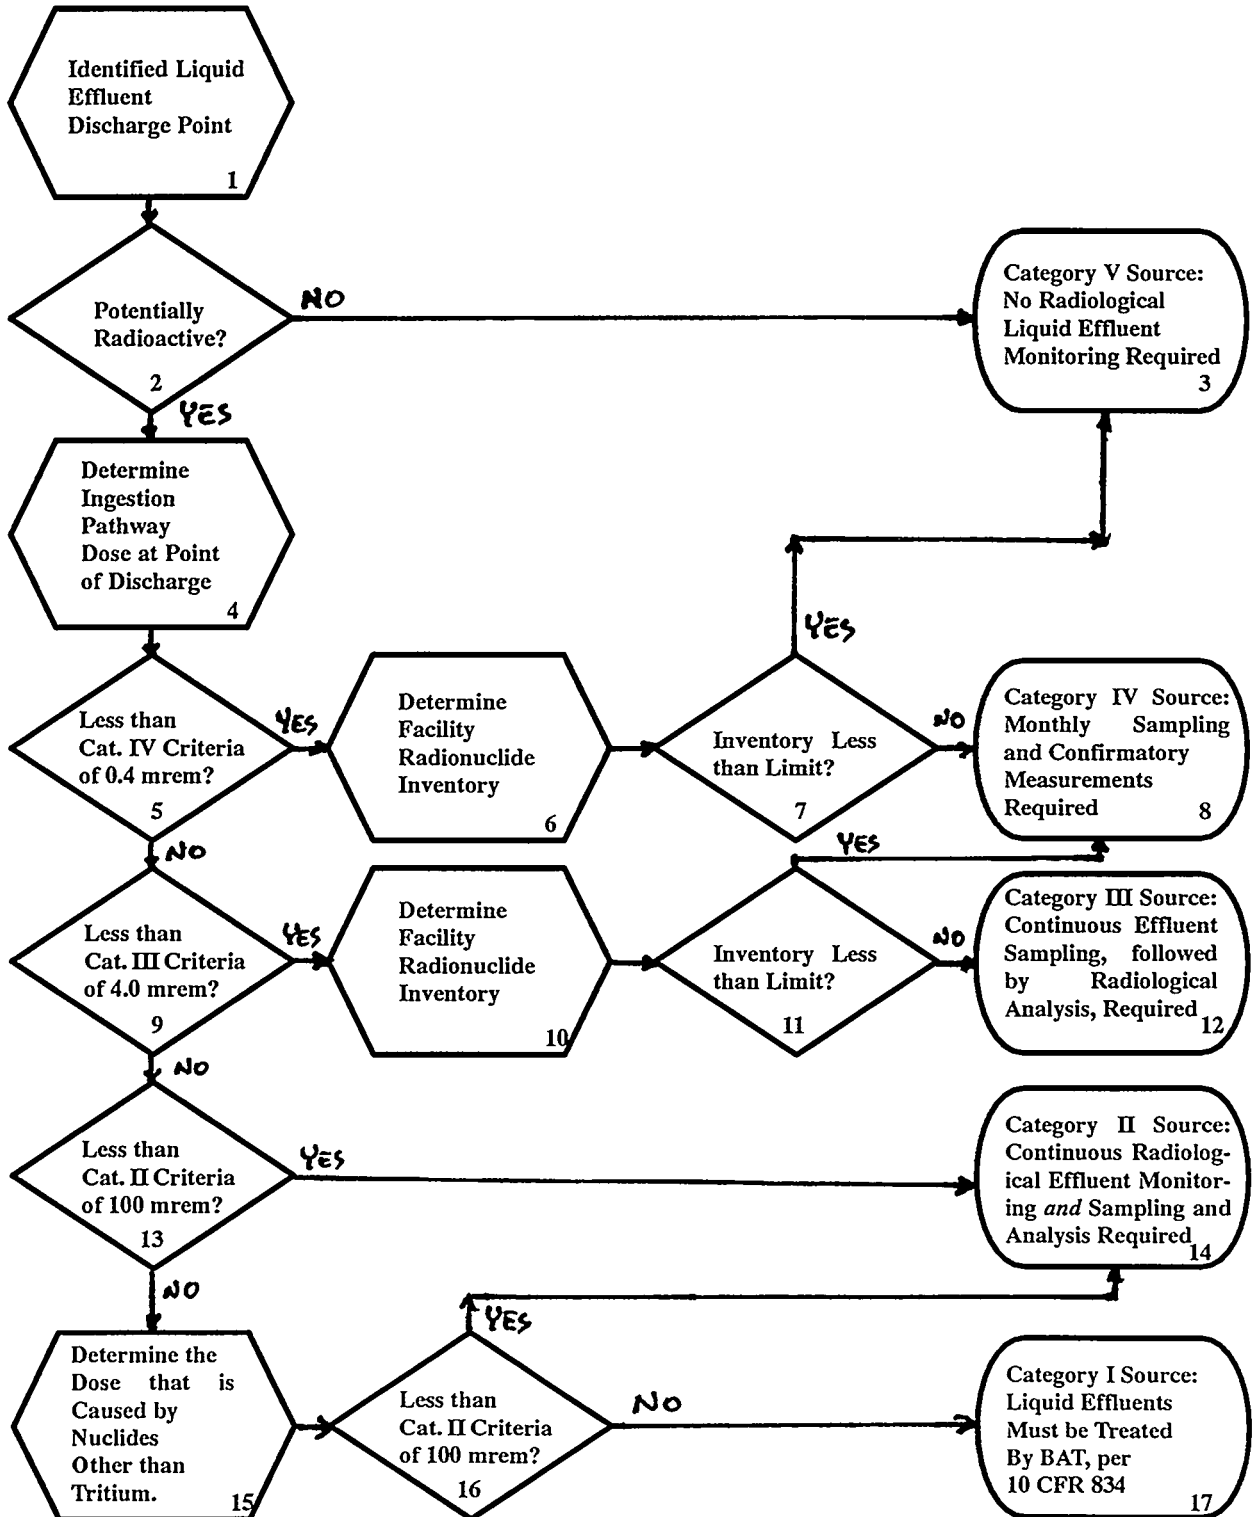 Identified Liquid
Effluent
Discharge Point
1
Potentially
Radioactive?
2
NO
Category V Source:
No Radiological
Liquid Effluent
Monitoring Required
3
YES
Determine
Ingestion
Pathway
Dose at Point
of Discharge
4
Less than
Cat. IV Criteria
of 0.4 mrem?
5
YES
Determine
Facility
Radionuclide
Inventory
6
Inventory Less
than Limit?
7
YES
NO
Category IV Source:
Monthly Sampling
and Confirmatory
Measurements
Required
8
NO
Less than
Cat. III Criteria
of 4.0 mrem?
9
YES
Determine
Facility
Radionuclide
Inventory
10
Inventory Less
than Limit?
11
YES
NO
Category III Source:
Continuous Effluent
Sampling, followed
by Radiological
Analysis, Required
12
NO
Less than
Cat. II Criteria
of 100 mrem?
13
YES
Category II Source:
Continuous Radiolog-
ical Effluent Monitor-
ing and Sampling and
Analysis Required
14
NO
Determine the
Dose that is
Caused by
Nuclides
Other than
Tritium.
15
Less than
Cat. II Criteria
of 100 mrem?
16
YES
NO
Category I Source:
Liquid Effluents
Must be Treated
By BAT, per
10 CFR 834
17